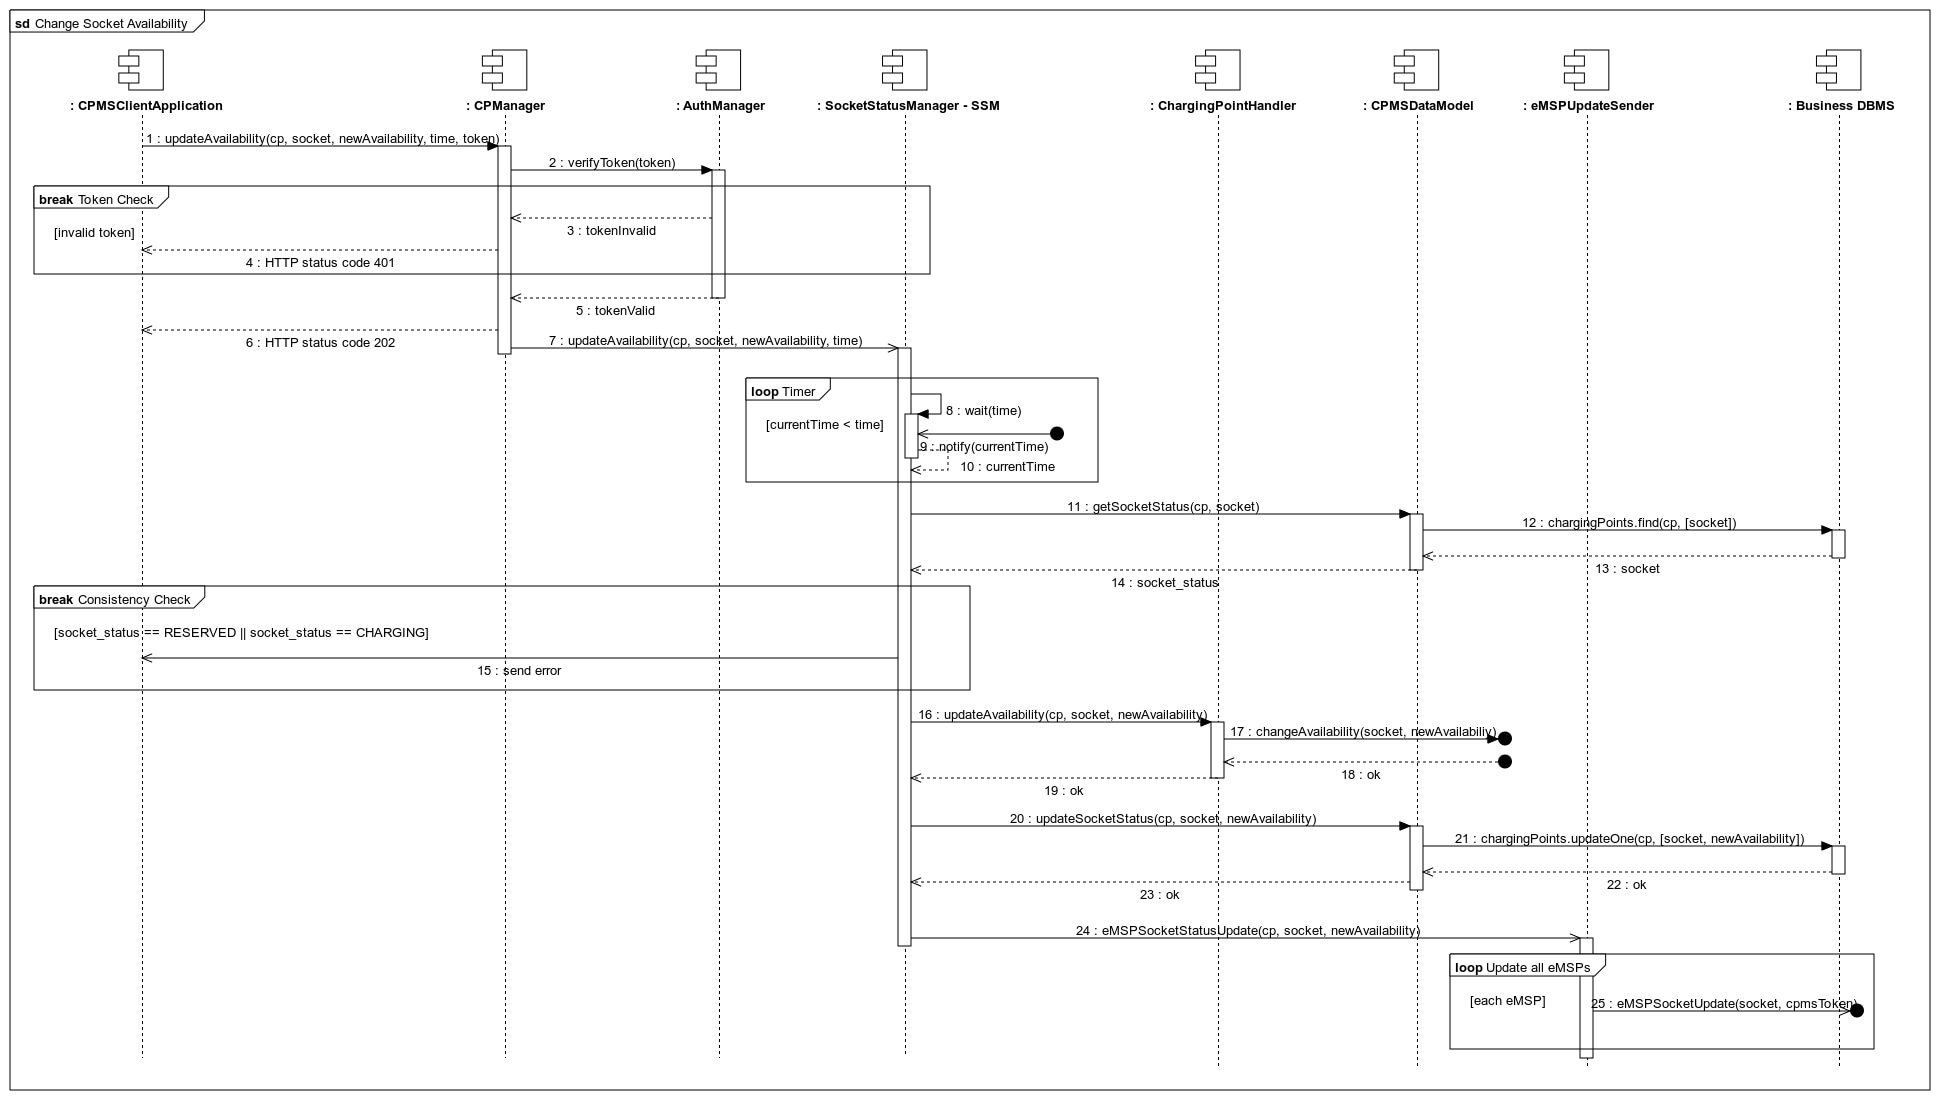 sd Change Socket Availability
: CPMSClientApplication
: CPManager
: AuthManager
: SocketStatusManager - SSM
: ChargingPointHandler
: CPMSDataModel
: eMSPUpdateSender
: Business DBMS
1 : updateAvailability(cp, socket, newAvailability, time, token)
2 : verifyToken(token)
break Token Check
[invalid token]
3 : tokenInvalid
4 : HTTP status code 401
5 : tokenValid
6 : HTTP status code 202
7 : updateAvailability(cp, socket, newAvailability, time)
loop Timer
[currentTime < time]
8 : wait(time)
9 : notify(currentTime)
10 : currentTime
11 : getSocketStatus(cp, socket)
12 : chargingPoints.find(cp, [socket])
13 : socket
14 : socket_status
break Consistency Check
[socket_status == RESERVED || socket_status == CHARGING]
15 : send error
16 : updateAvailability(cp, socket, newAvailability)
17 : changeAvailability(socket, newAvailabiliy)
18 : ok
19 : ok
20 : updateSocketStatus(cp, socket, newAvailability)
21 : chargingPoints.updateOne(cp, [socket, newAvailability])
22 : ok
23 : ok
24 : eMSPSocketStatusUpdate(cp, socket, newAvailability)
loop Update all eMSPs
[each eMSP]
25 : eMSPSocketUpdate(socket, cpmsToken)